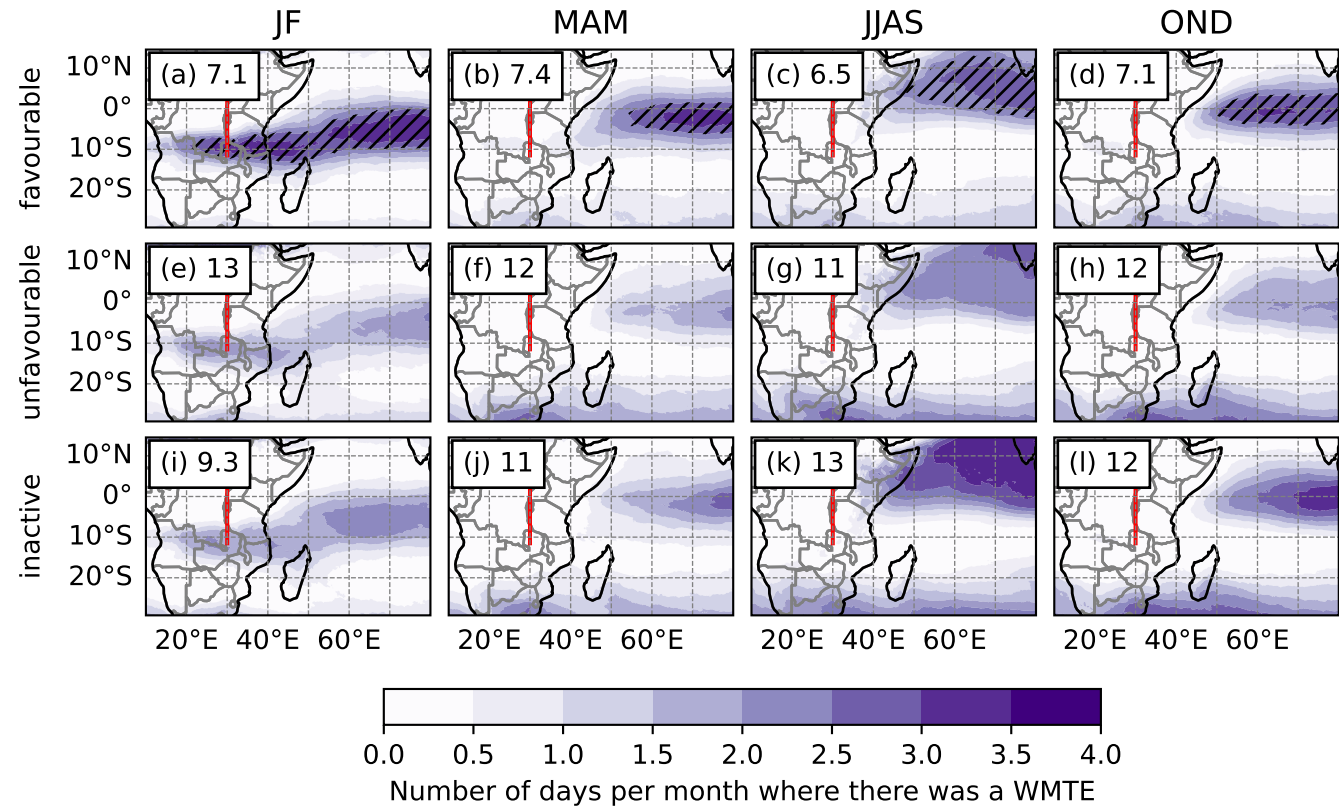 JF MAM JJAS OND
favourable
10°N (a) 7.1 (b) 7.4 (c) 6.5 (d) 7.1
0°
10°S
20°S
unfavourable
10°N (e) 13 (f) 12 (g) 11 (h) 12
0°
10°S
20°S
inactive
10°N (i) 9.3 (j) 11 (k) 13 (l) 12
0°
10°S
20°S
20°E 40°E 60°E 20°E 40°E 60°E 20°E 40°E 60°E 20°E 40°E 60°E
0.0 0.5 1.0 1.5 2.0 2.5 3.0 3.5 4.0
Number of days per month where there was a WMTE